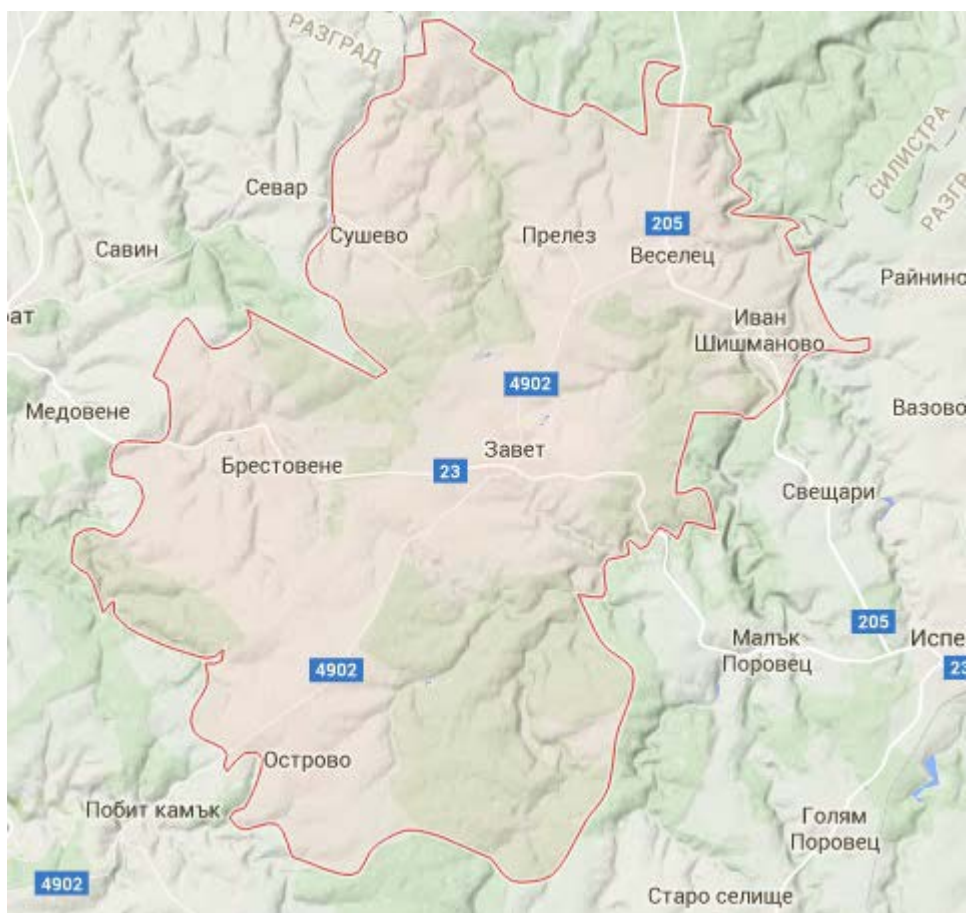 РАЗГРАД
СИЛИСТРА
РАЗГР
Севар
Сушево
Прелез
205
Савин
Веселец
Райнино
рат
Иван
Шишманово
4902
Медовене
Вазово
Завет
Брестовене
23
Свещари
205
Малък
Поровец
Испе
23
4902
Острово
Побит камък
Голям
Поровец
4902
Старо селище